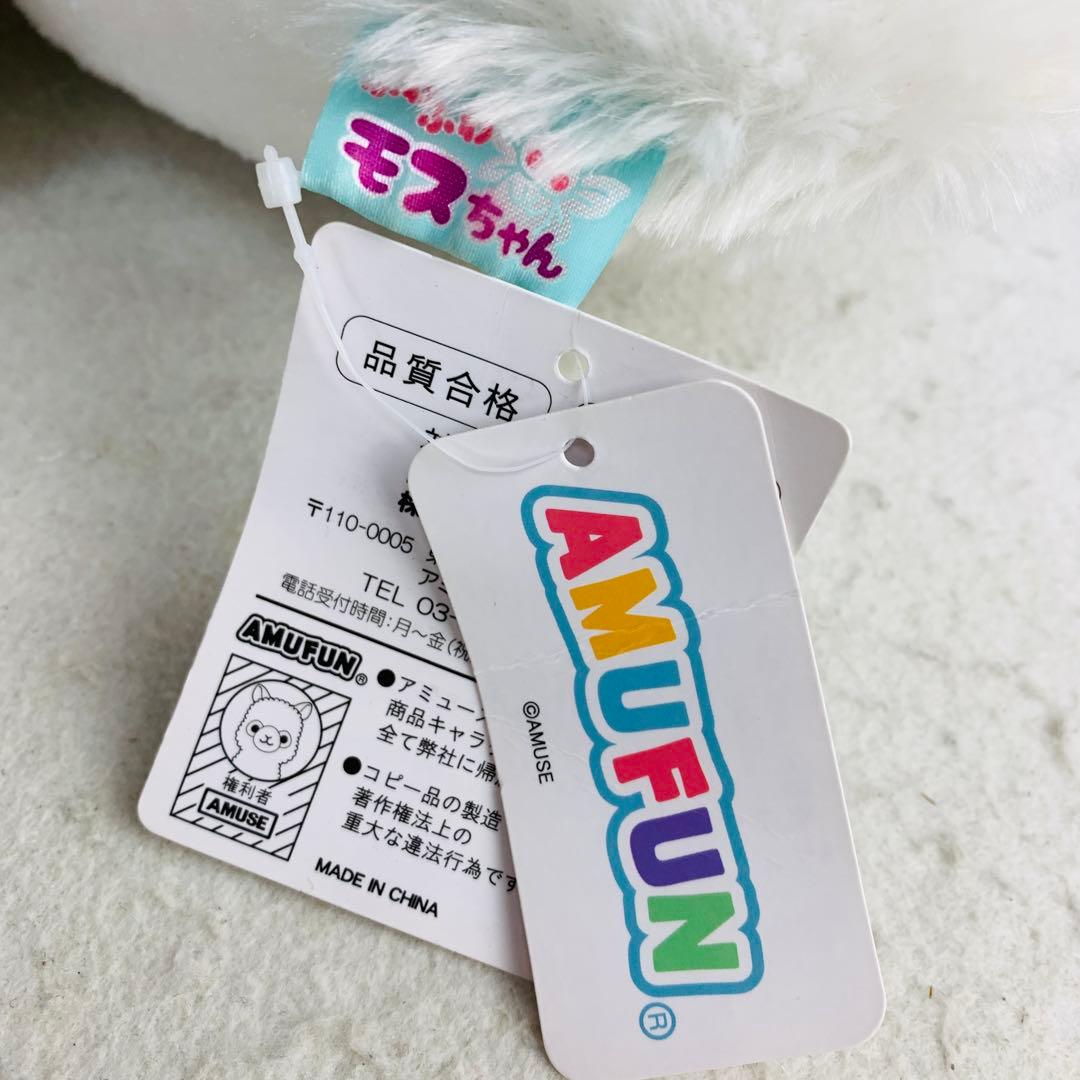 モスちゃん
品質合格
〒110-0005
TEL 03-
電話受付時間:月～金(祝
AMUFUN®
●アミューズ
商品キャラ
全て弊社に帰
●コピー品の製造
著作権法上の
重大な違法行為です
権利者
AMUSE
MADE IN CHINA
AMUFUN®
©AMUSE